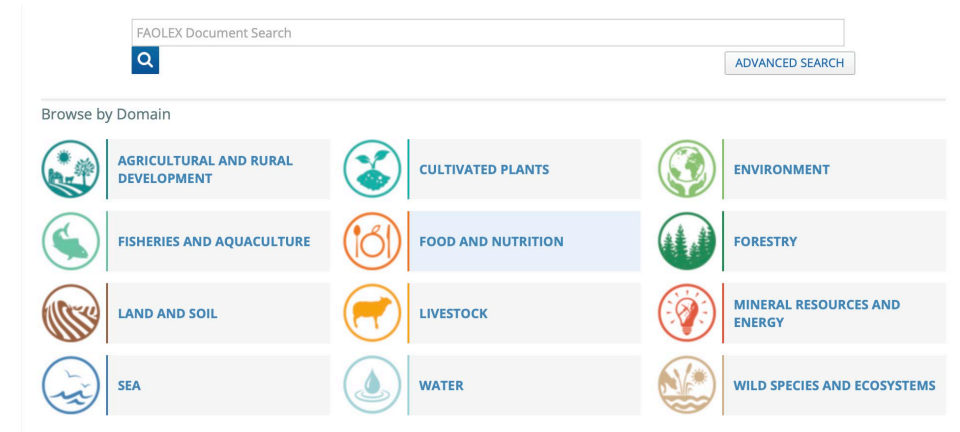 FAOLEX Document Search
ADVANCED SEARCH
Browse by Domain
AGRICULTURAL AND RURAL
DEVELOPMENT
CULTIVATED PLANTS
ENVIRONMENT
FISHERIES AND AQUACULTURE
FOOD AND NUTRITION
FORESTRY
LAND AND SOIL
LIVESTOCK
MINERAL RESOURCES AND
ENERGY
SEA
WATER
WILD SPECIES AND ECOSYSTEMS